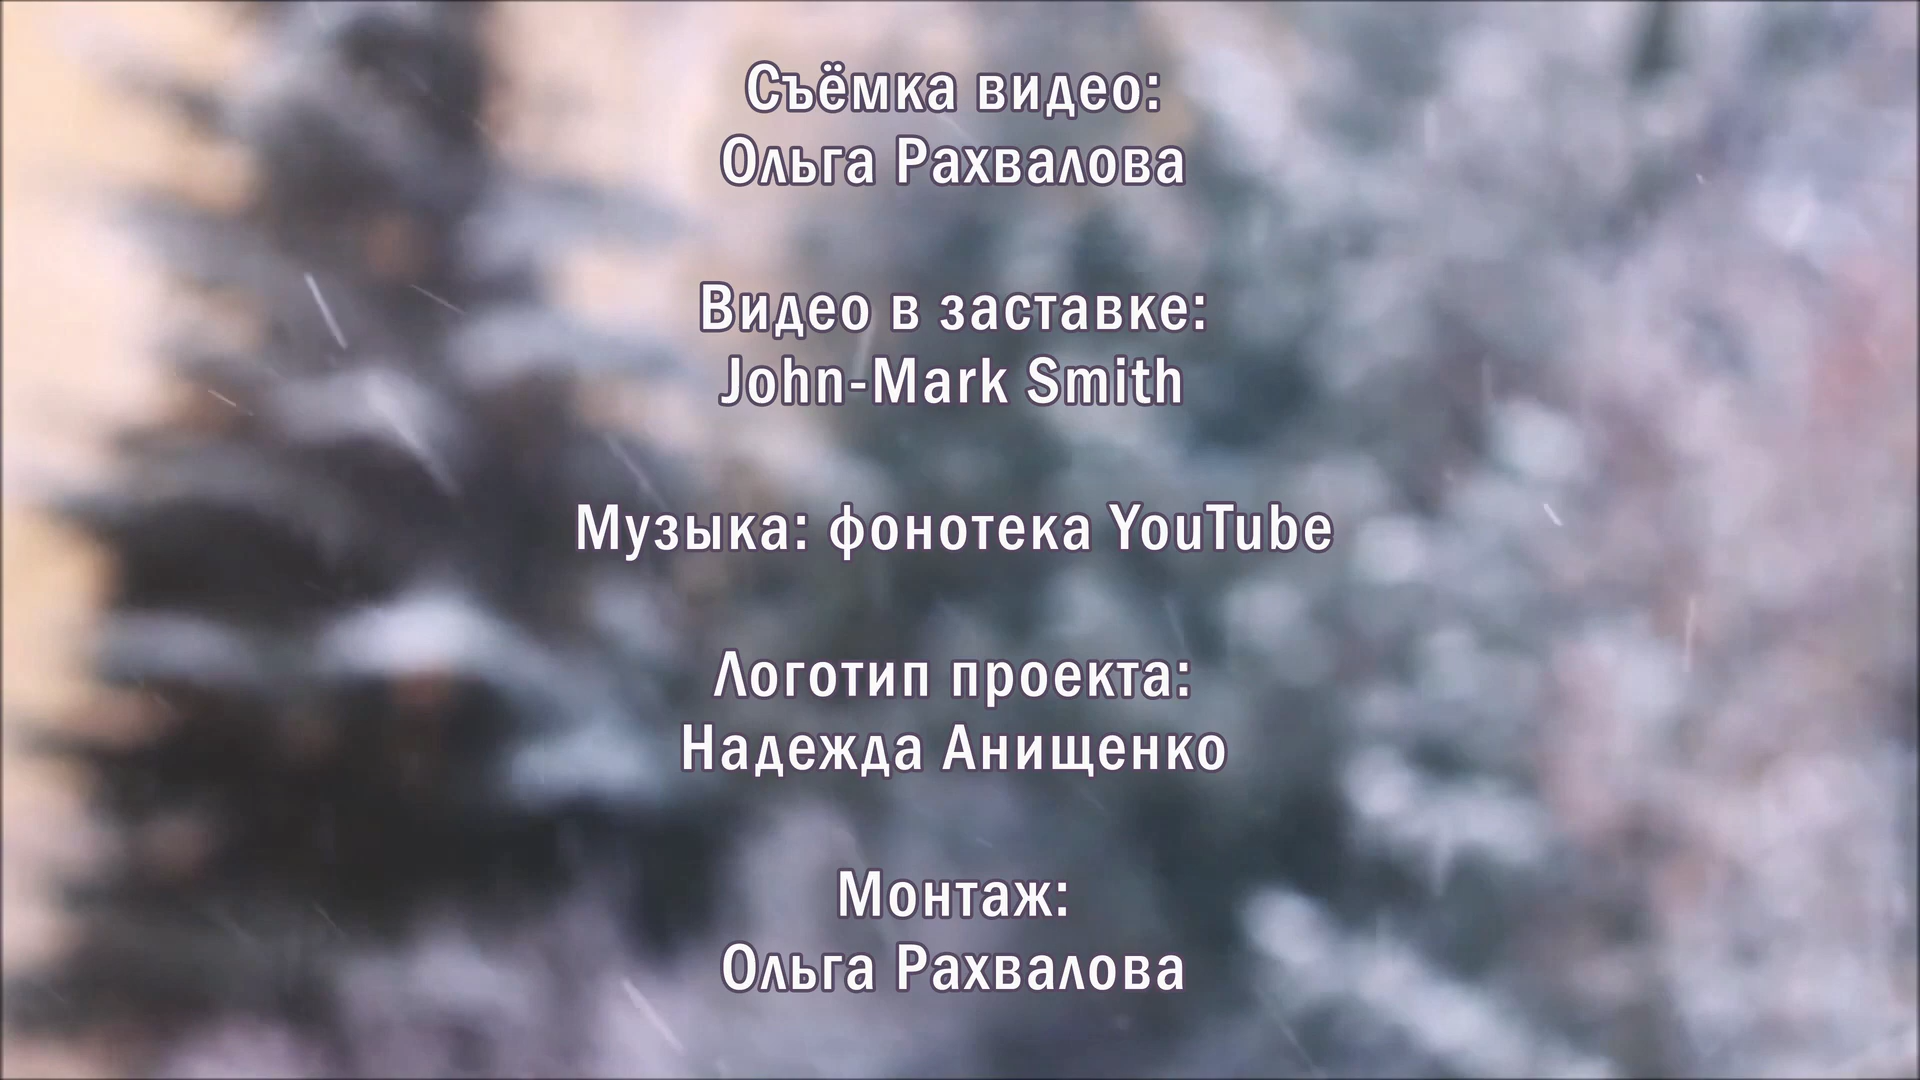 Съёмка видео:
Ольга Рахвалова
Видео в заставке:
John-Mark Smith
Музыка: фонотека YouTube
Логотип проекта:
Надежда Анищенко
Монтаж:
Ольга Рахвалова